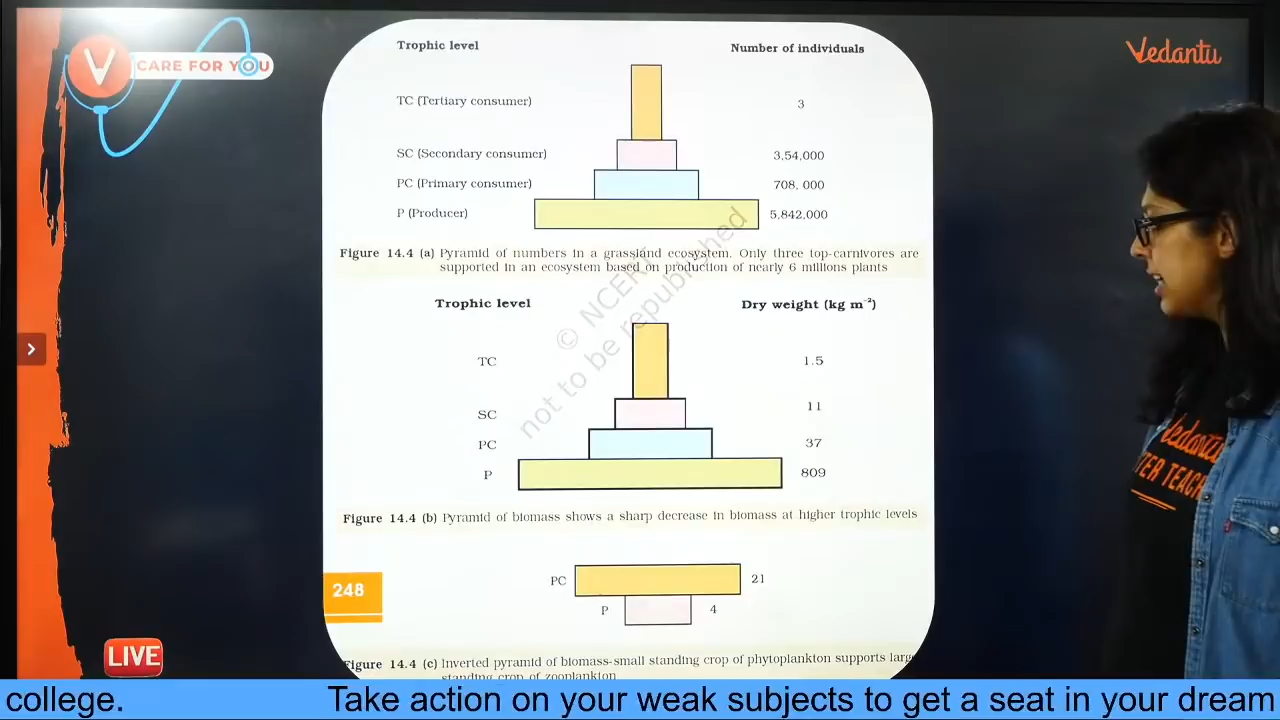 V
CARE FOR YOU
Vedantu
Trophic level
Number of individuals
TC (Tertiary consumer)
3
SC (Secondary consumer)
3,54,000
PC (Primary consumer)
708, 000
P (Producer)
5,842,000
Figure 14.4 (a) Pyramid of numbers in a grassland ecosystem. Only three top-carnivores are
supported in an ecosystem based on production of nearly 6 millions plants
© NCERT
not to be republished
Trophic level
Dry weight (kg m⁻²)
TC
1.5
SC
11
PC
37
P
809
Figure 14.4 (b) Pyramid of biomass shows a sharp decrease in biomass at higher trophic levels
248
PC
21
P
4
Figure 14.4 (c) Inverted pyramid of biomass-small standing crop of phytoplankton supports large
standing crop of zooplankton
Vedantu
TEACH
LIVE
college. Take action on your weak subjects to get a seat in your dream